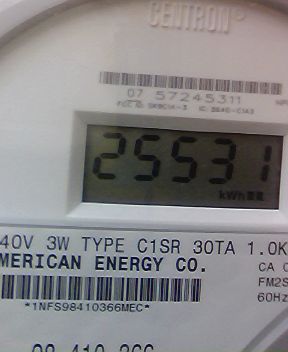 CENTRON®
07 57245311
25531
kWh
40V 3W TYPE C1SR 30TA 1.0K
MERICAN ENERGY CO.
CA 0
FM2S
60Hz
*1NFS98410366MEC*